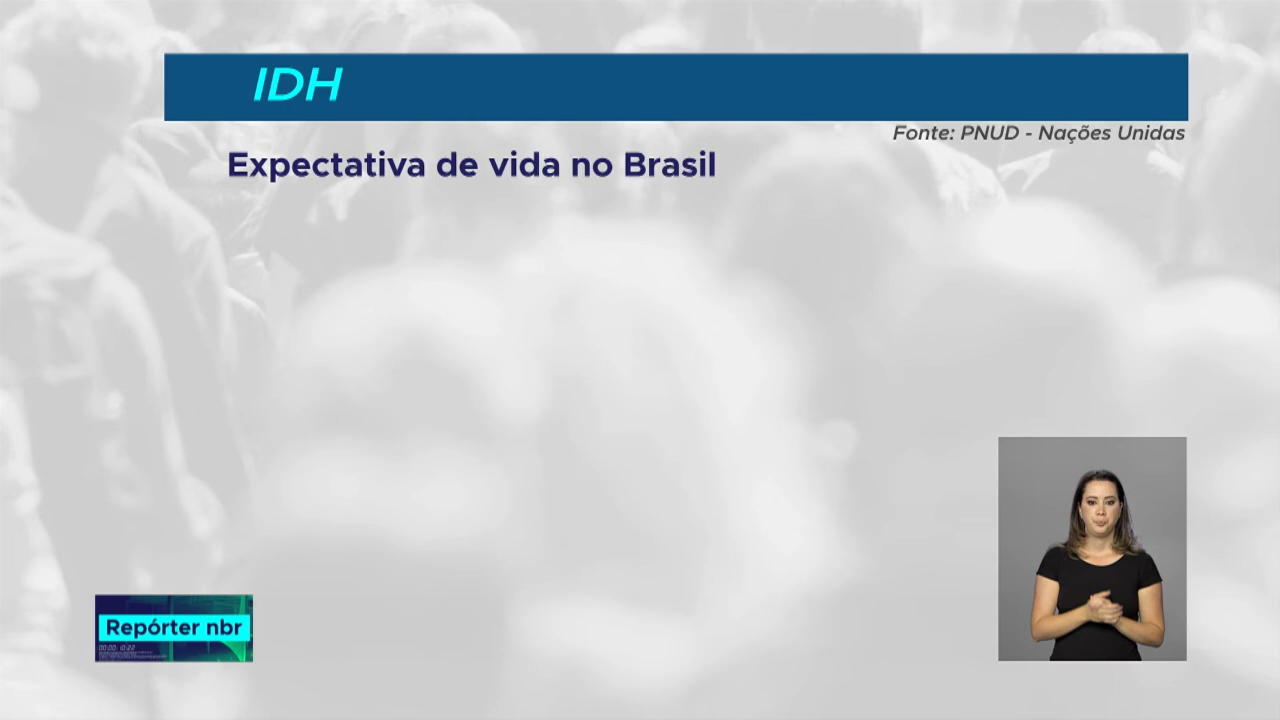 IDH
Fonte: PNUD - Nações Unidas
Expectativa de vida no Brasil
Repórter nbr